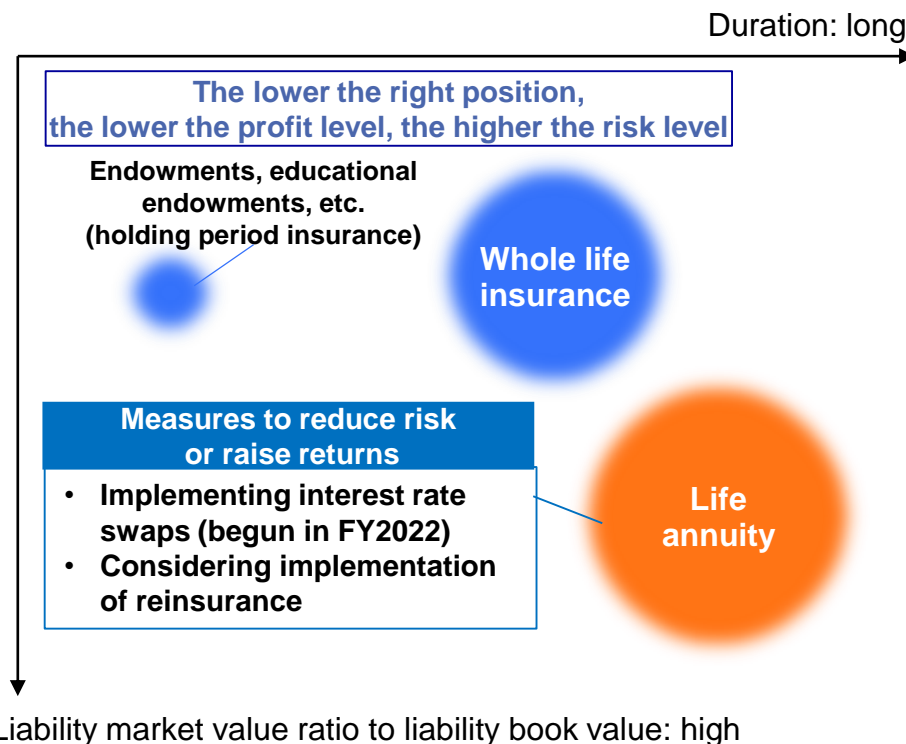 Duration: long
The lower the right position,
the lower the profit level, the higher the risk level
Endowments, educational
endowments, etc.
(holding period insurance)
Whole life
insurance
Measures to reduce risk
or raise returns
• Implementing interest rate
swaps (begun in FY2022)
• Considering implementation
of reinsurance
Life
annuity
Liability market value ratio to liability book value: high